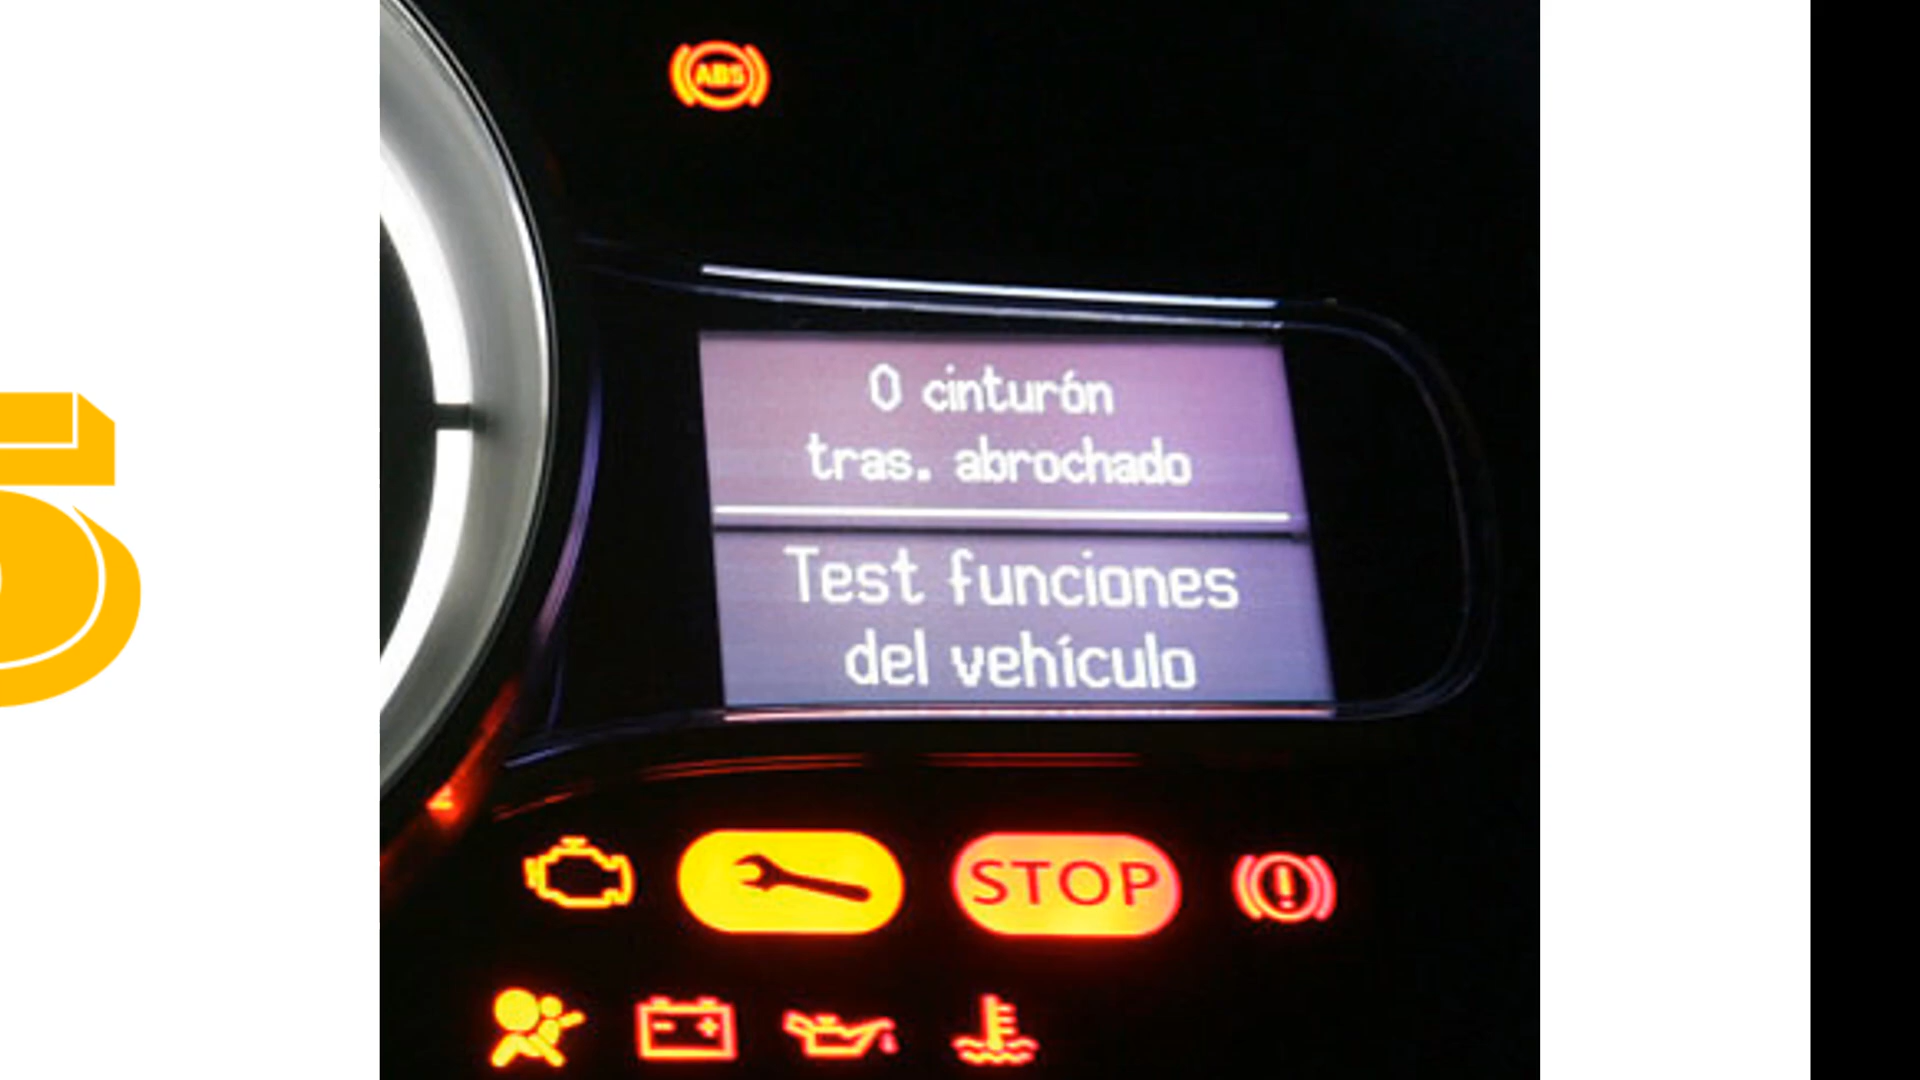 ABS
0 cinturón
tras. abrochado
Test funciones
del vehículo
STOP